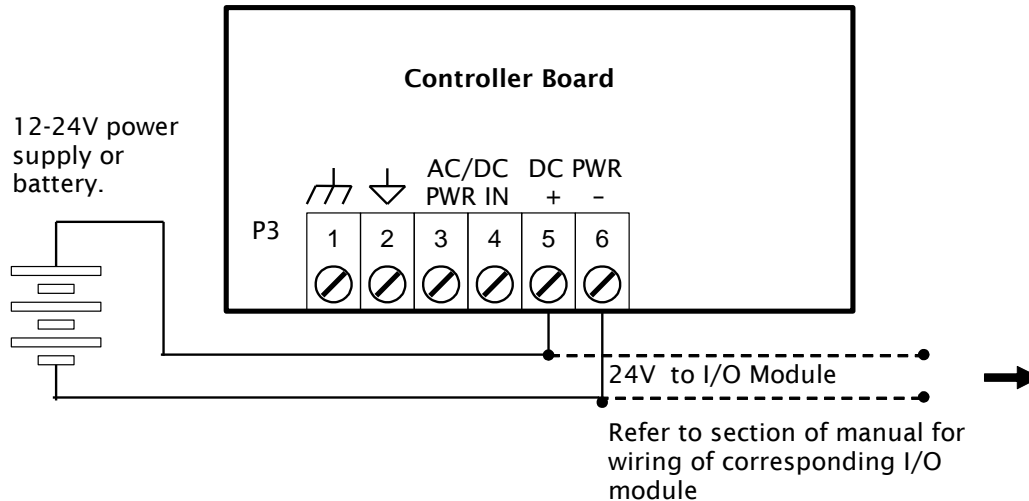 Controller Board
12-24V power
supply or
battery.
AC/DC DC PWR
PWR IN + –
P3 1 2 3 4 5 6
24V to I/O Module
Refer to section of manual for
wiring of corresponding I/O
module